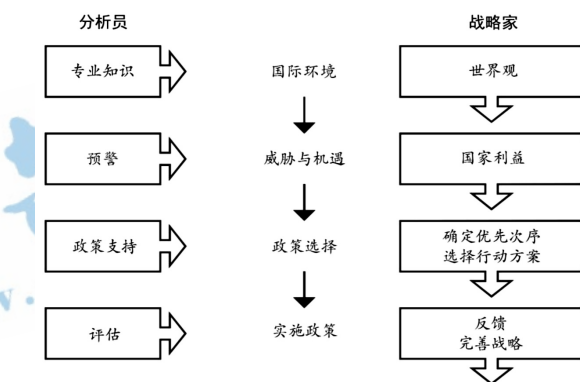 分析员
战略家
专业知识
国际环境
世界观
预警
威胁与机遇
国家利益
政策支持
政策选择
确定优先次序
选择行动方案
评估
实施政策
反馈
完善战略